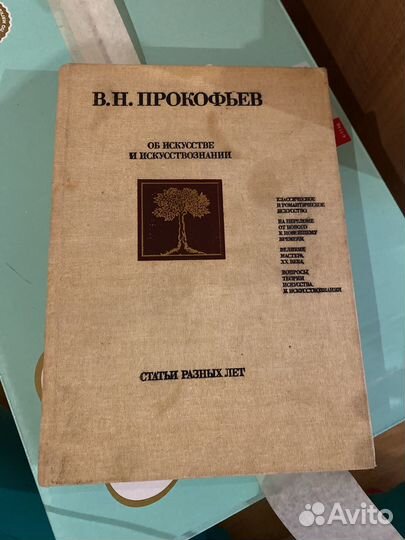 В.Н. ПРОКОФЬЕВ
ОБ ИСКУССТВЕ
И ИСКУССТВОЗНАНИИ
КЛАССИЧЕСКОЕ
И РОМАНТИЧЕСКОЕ
ИСКУССТВО
НА ПЕРЕЛОМЕ
ОТ НОВОГО
К НОВЕЙШЕМУ
ВРЕМЕНИ
ВЕЛИКИЕ
МАСТЕРА
XX ВЕКА
ВОПРОСЫ
ТЕОРИИ
ИСКУССТВА
И ИСКУССТВОЗНАНИЯ
СТАТЬИ РАЗНЫХ ЛЕТ
Avito